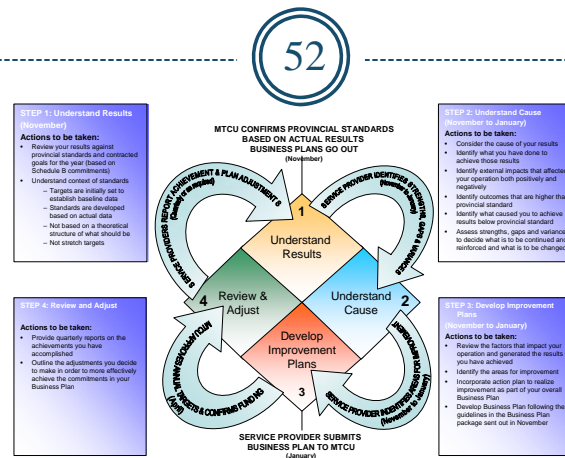 52
STEP 1: Understand Results
(November)
Actions to be taken:
• Review your results against
provincial standards and contracted
goals for the year (based on
Schedule B commitments)
• Understand context of standards
– Targets are initially set to
establish baseline data
– Standards are developed
based on actual data
– Not based on a theoretical
structure of what should be
– Not stretch targets
MTCU CONFIRMS PROVINCIAL STANDARDS
BASED ON ACTUAL RESULTS
BUSINESS PLANS GO OUT
(November)
STEP 2: Understand Cause
(November to January)
Actions to be taken:
• Consider the cause of your results
• Identify what you have done to
achieve those results
• Identify external impacts that affected
your operation both positively and
negatively
• Identify outcomes that are higher than
provincial standard
• Identify what caused you to achieve
results below provincial standard
• Assess strengths, gaps and variances
to decide what is to be continued and
reinforced and what is to be changed
SERVICE PROVIDERS REPORT ACHIEVEMENT & PLAN ADJUSTMENTS
(Quarterly or as required)
SERVICE PROVIDER IDENTIFIES STRENGTHS, GAPS & VARIANCES
(November to January)
1
Understand
Results
4
Review &
Adjust
Understand
Cause
2
Develop
Improvement
Plans
3
MTCU APPROVES ANNUAL TARGETS & CONFIRMS FUNDING
(April)
SERVICE PROVIDER INDENTIFIES AREAS FOR IMPROVEMENT
(November to January)
STEP 4: Review and Adjust
Actions to be taken:
• Provide quarterly reports on the
achievements you have
accomplished
• Outline the adjustments you decide
to make in order to more effectively
achieve the commitments in your
Business Plan
STEP 3: Develop Improvement
Plans
(November to January)
Actions to be taken:
• Review the factors that impact your
operation and generated the results
you have achieved
• Identify the areas for improvement
• Incorporate action plan to realize
improvement as part of your overall
Business Plan
• Develop Business Plan following the
guidelines in the Business Plan
package sent out in November
SERVICE PROVIDER SUBMITS
BUSINESS PLAN TO MTCU
(January)